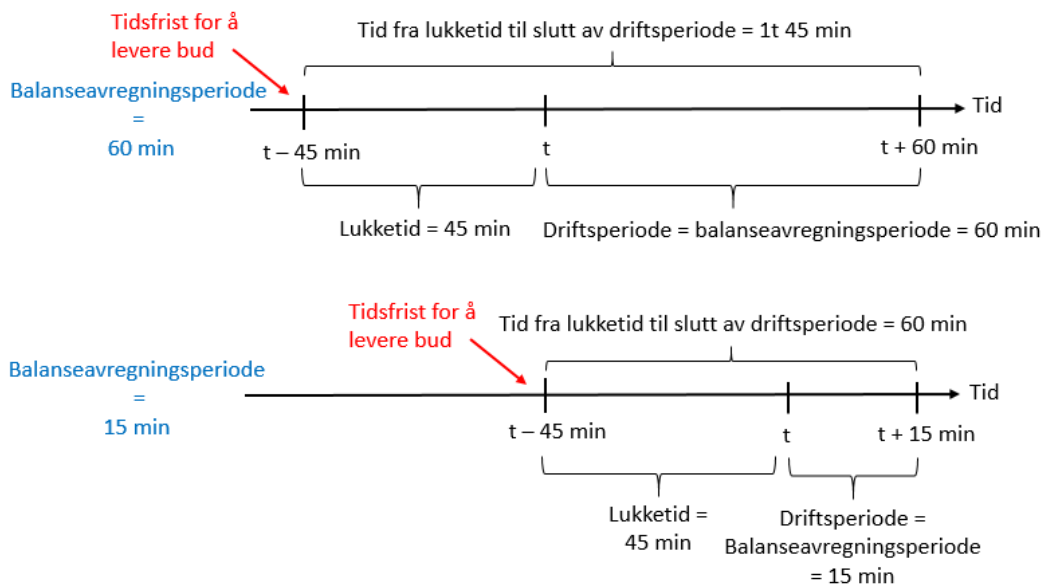 Tidsfrist for å
levere bud
Tid fra lukketid til slutt av driftsperiode = 1t 45 min
Balanseavregningsperiode
=
60 min
Tid
t – 45 min
t
t + 60 min
Lukketid = 45 min
Driftsperiode = balanseavregningsperiode = 60 min
Tidsfrist for å
levere bud
Tid fra lukketid til slutt av driftsperiode = 60 min
Balanseavregningsperiode
=
15 min
Tid
t – 45 min
t
t + 15 min
Lukketid =
45 min
Driftsperiode =
Balanseavregningsperiode
= 15 min